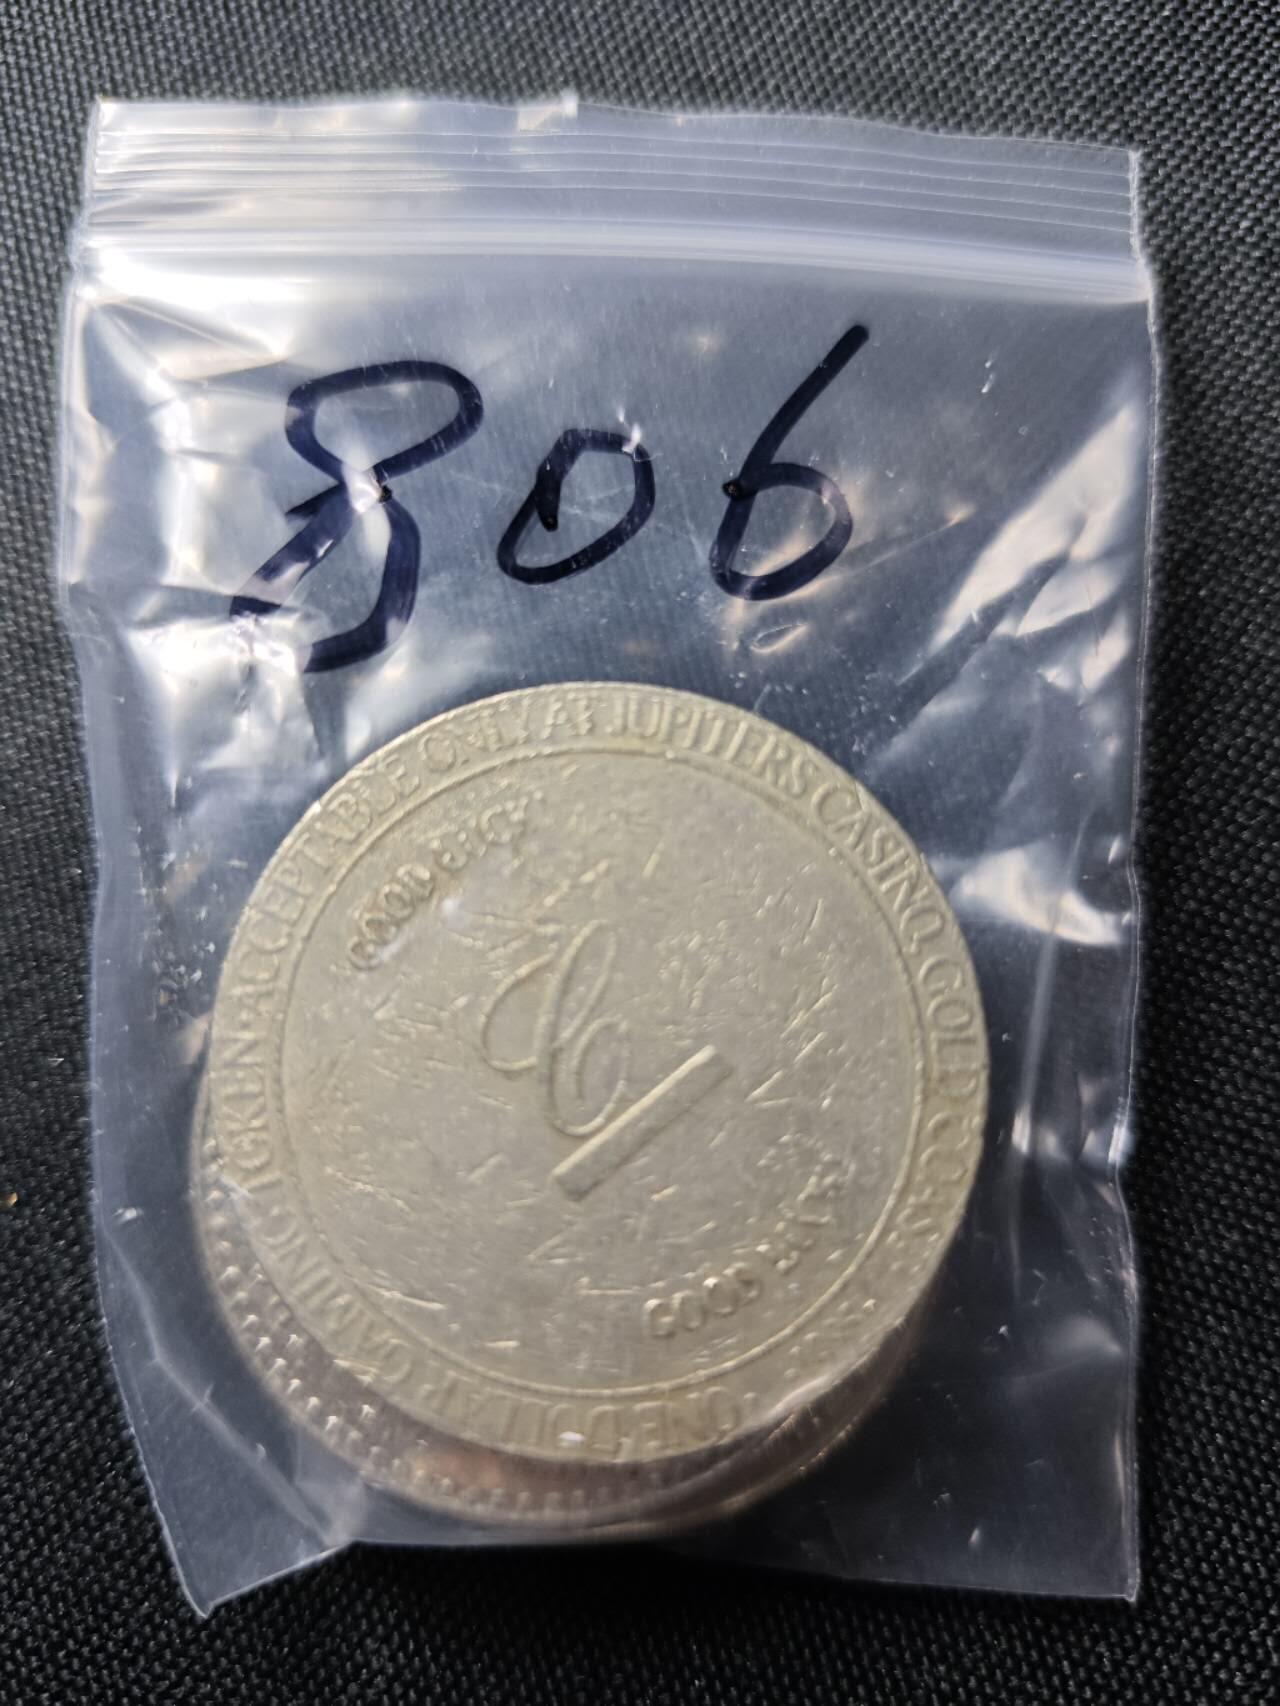 806
ONE DOLLAR GAMING TOKEN · ACCEPTABLE ONLY AT JUPITERS CASINO, GOLD COAST
GOOD LUCK
GOOD LUCK